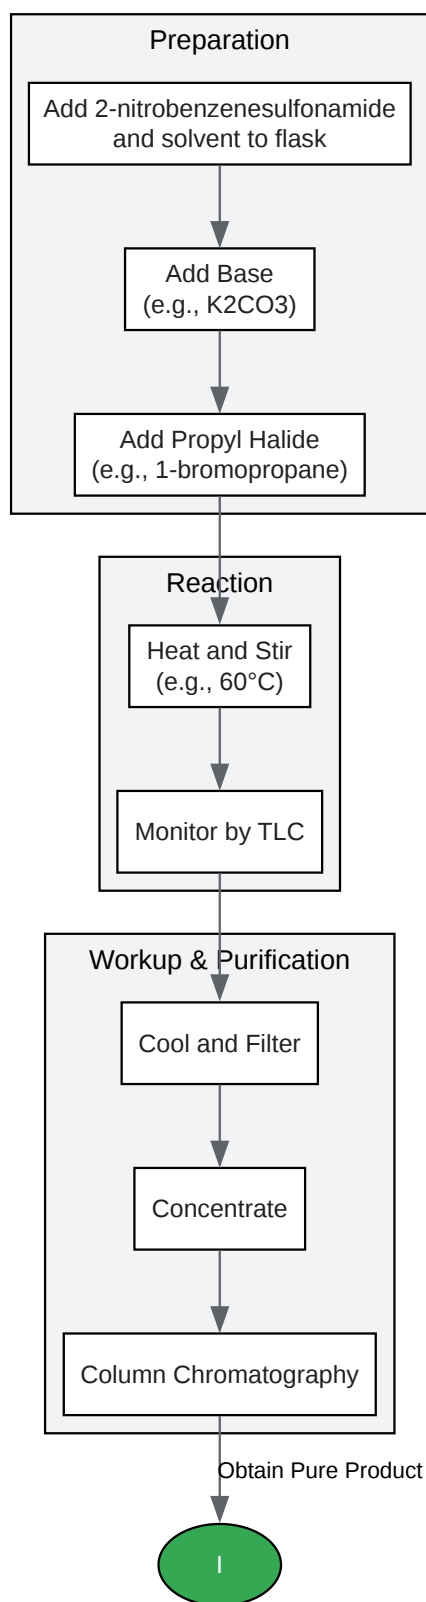 Preparation
Add 2-nitrobenzenesulfonamide
and solvent to flask
Add Base
(e.g., K2CO3)
Add Propyl Halide
(e.g., 1-bromopropane)
Reaction
Heat and Stir
(e.g., 60°C)
Monitor by TLC
Workup & Purification
Cool and Filter
Concentrate
Column Chromatography
Obtain Pure Product
I